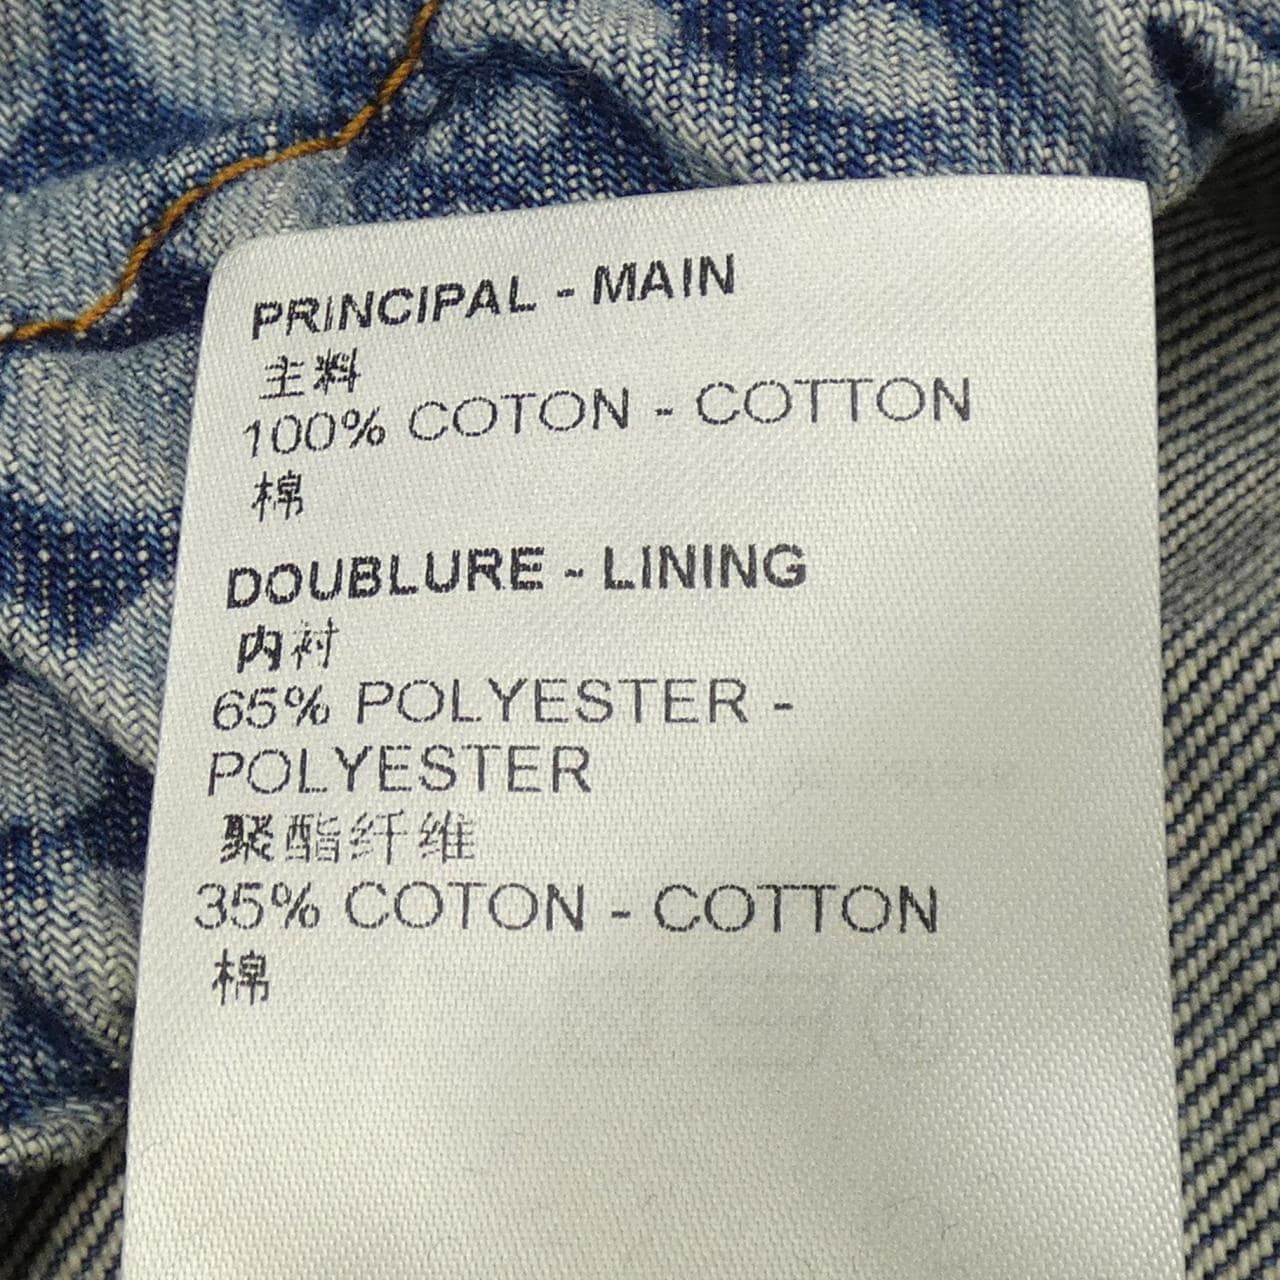 PRINCIPAL - MAIN
主料
100% COTON - COTTON
棉
DOUBLURE - LINING
内衬
65% POLYESTER -
POLYESTER
聚酯纤维
35% COTON - COTTON
棉